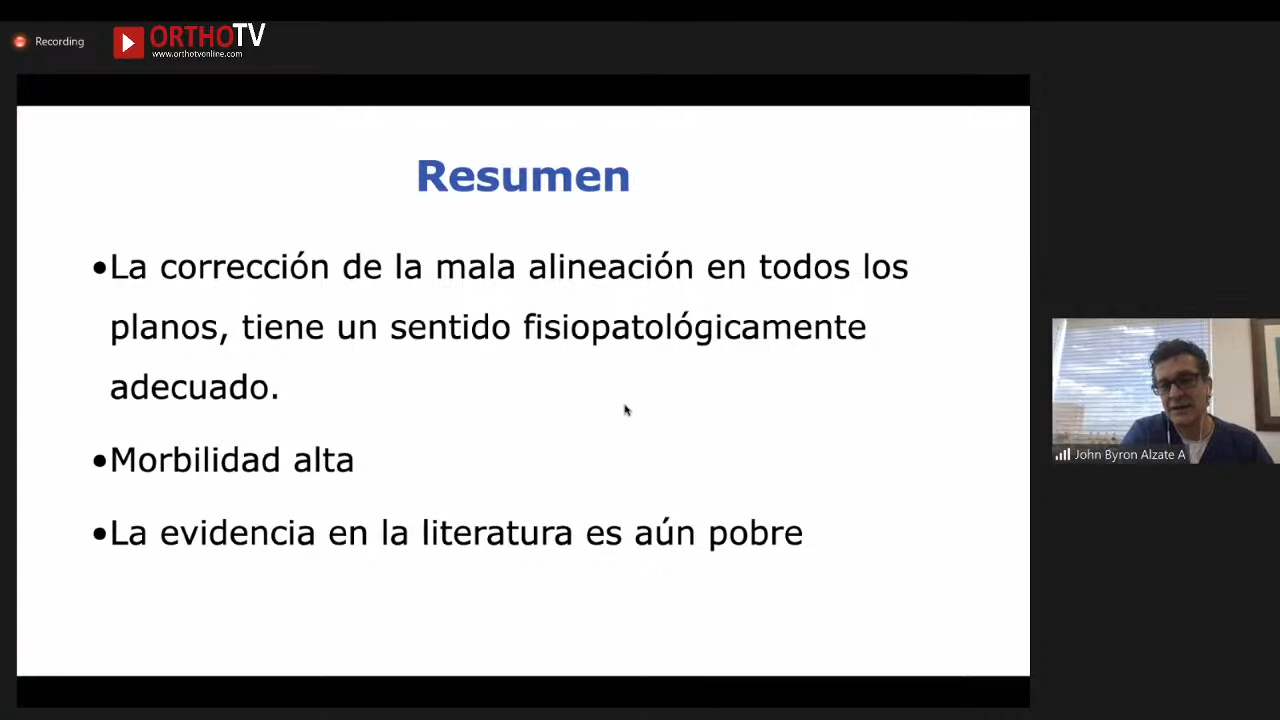 Recording
ORTHOTV
www.orthotvonline.com
Resumen
•La corrección de la mala alineación en todos los
planos, tiene un sentido fisiopatológicamente
adecuado.
•Morbilidad alta
•La evidencia en la literatura es aún pobre
John Byron Alzate A